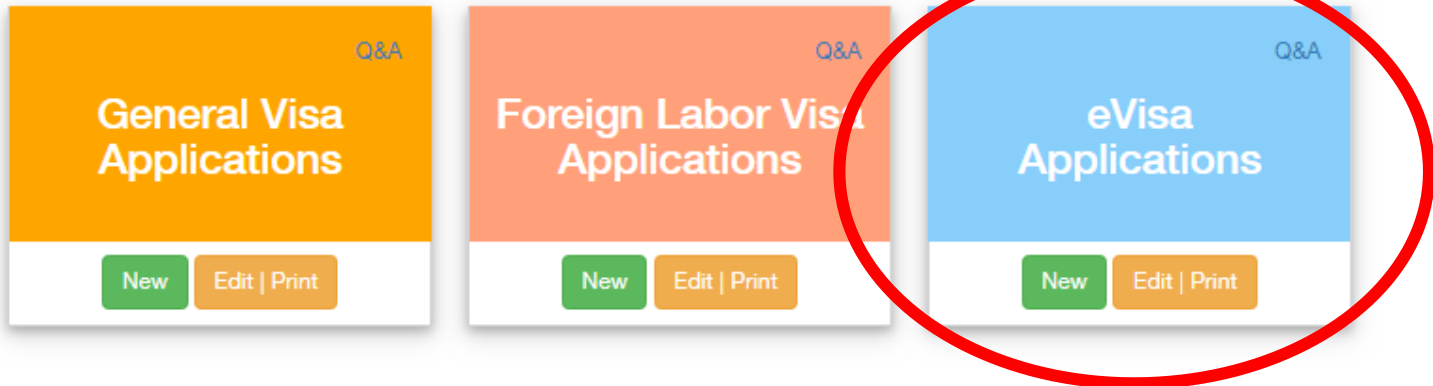 Q&A
General Visa
Applications
New
Edit | Print
Q&A
Foreign Labor Visa
Applications
New
Edit | Print
Q&A
eVisa
Applications
New
Edit | Print